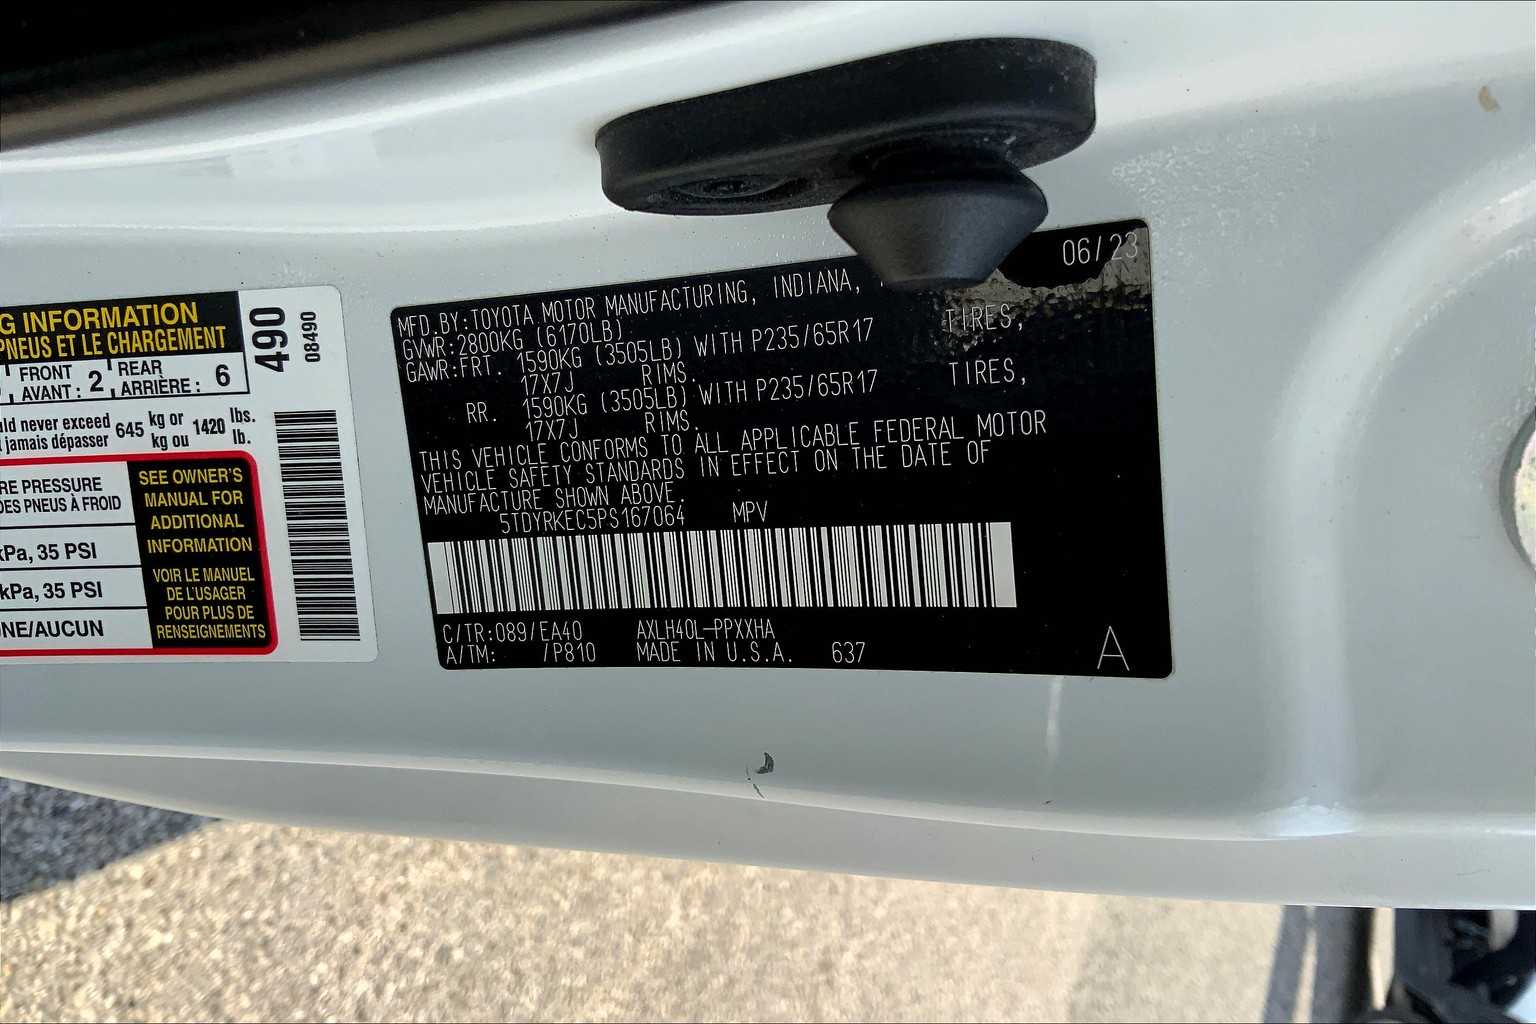 G INFORMATION
PNEUS ET LE CHARGEMENT
FRONT AVANT : 2
REAR ARRIÈRE : 6
never exceed 645 kg or 1420 lbs.
jamais dépasser kg ou lb.
RE PRESSURE
DES PNEUS À FROID
kPa, 35 PSI
kPa, 35 PSI
NE/AUCUN
SEE OWNER'S
MANUAL FOR
ADDITIONAL
INFORMATION
VOIR LE MANUEL
DE L'USAGER
POUR PLUS DE
RENSEIGNEMENTS
490
08490
06/23
MFD.BY:TOYOTA MOTOR MANUFACTURING, INDIANA,
GVWR:2800KG (6170LB)
GAWR:FRT. 1590KG (3505LB) WITH P235/65R17 TIRES,
17X7J RIMS.
RR. 1590KG (3505LB) WITH P235/65R17 TIRES,
17X7J RIMS.
THIS VEHICLE CONFORMS TO ALL APPLICABLE FEDERAL MOTOR
VEHICLE SAFETY STANDARDS IN EFFECT ON THE DATE OF
MANUFACTURE SHOWN ABOVE.
5TDYRKEC5PS167064 MPV
C/TR:089/EA40 AXLH40L-PPXXHA
A/TM: /P810 MADE IN U.S.A. 637
A